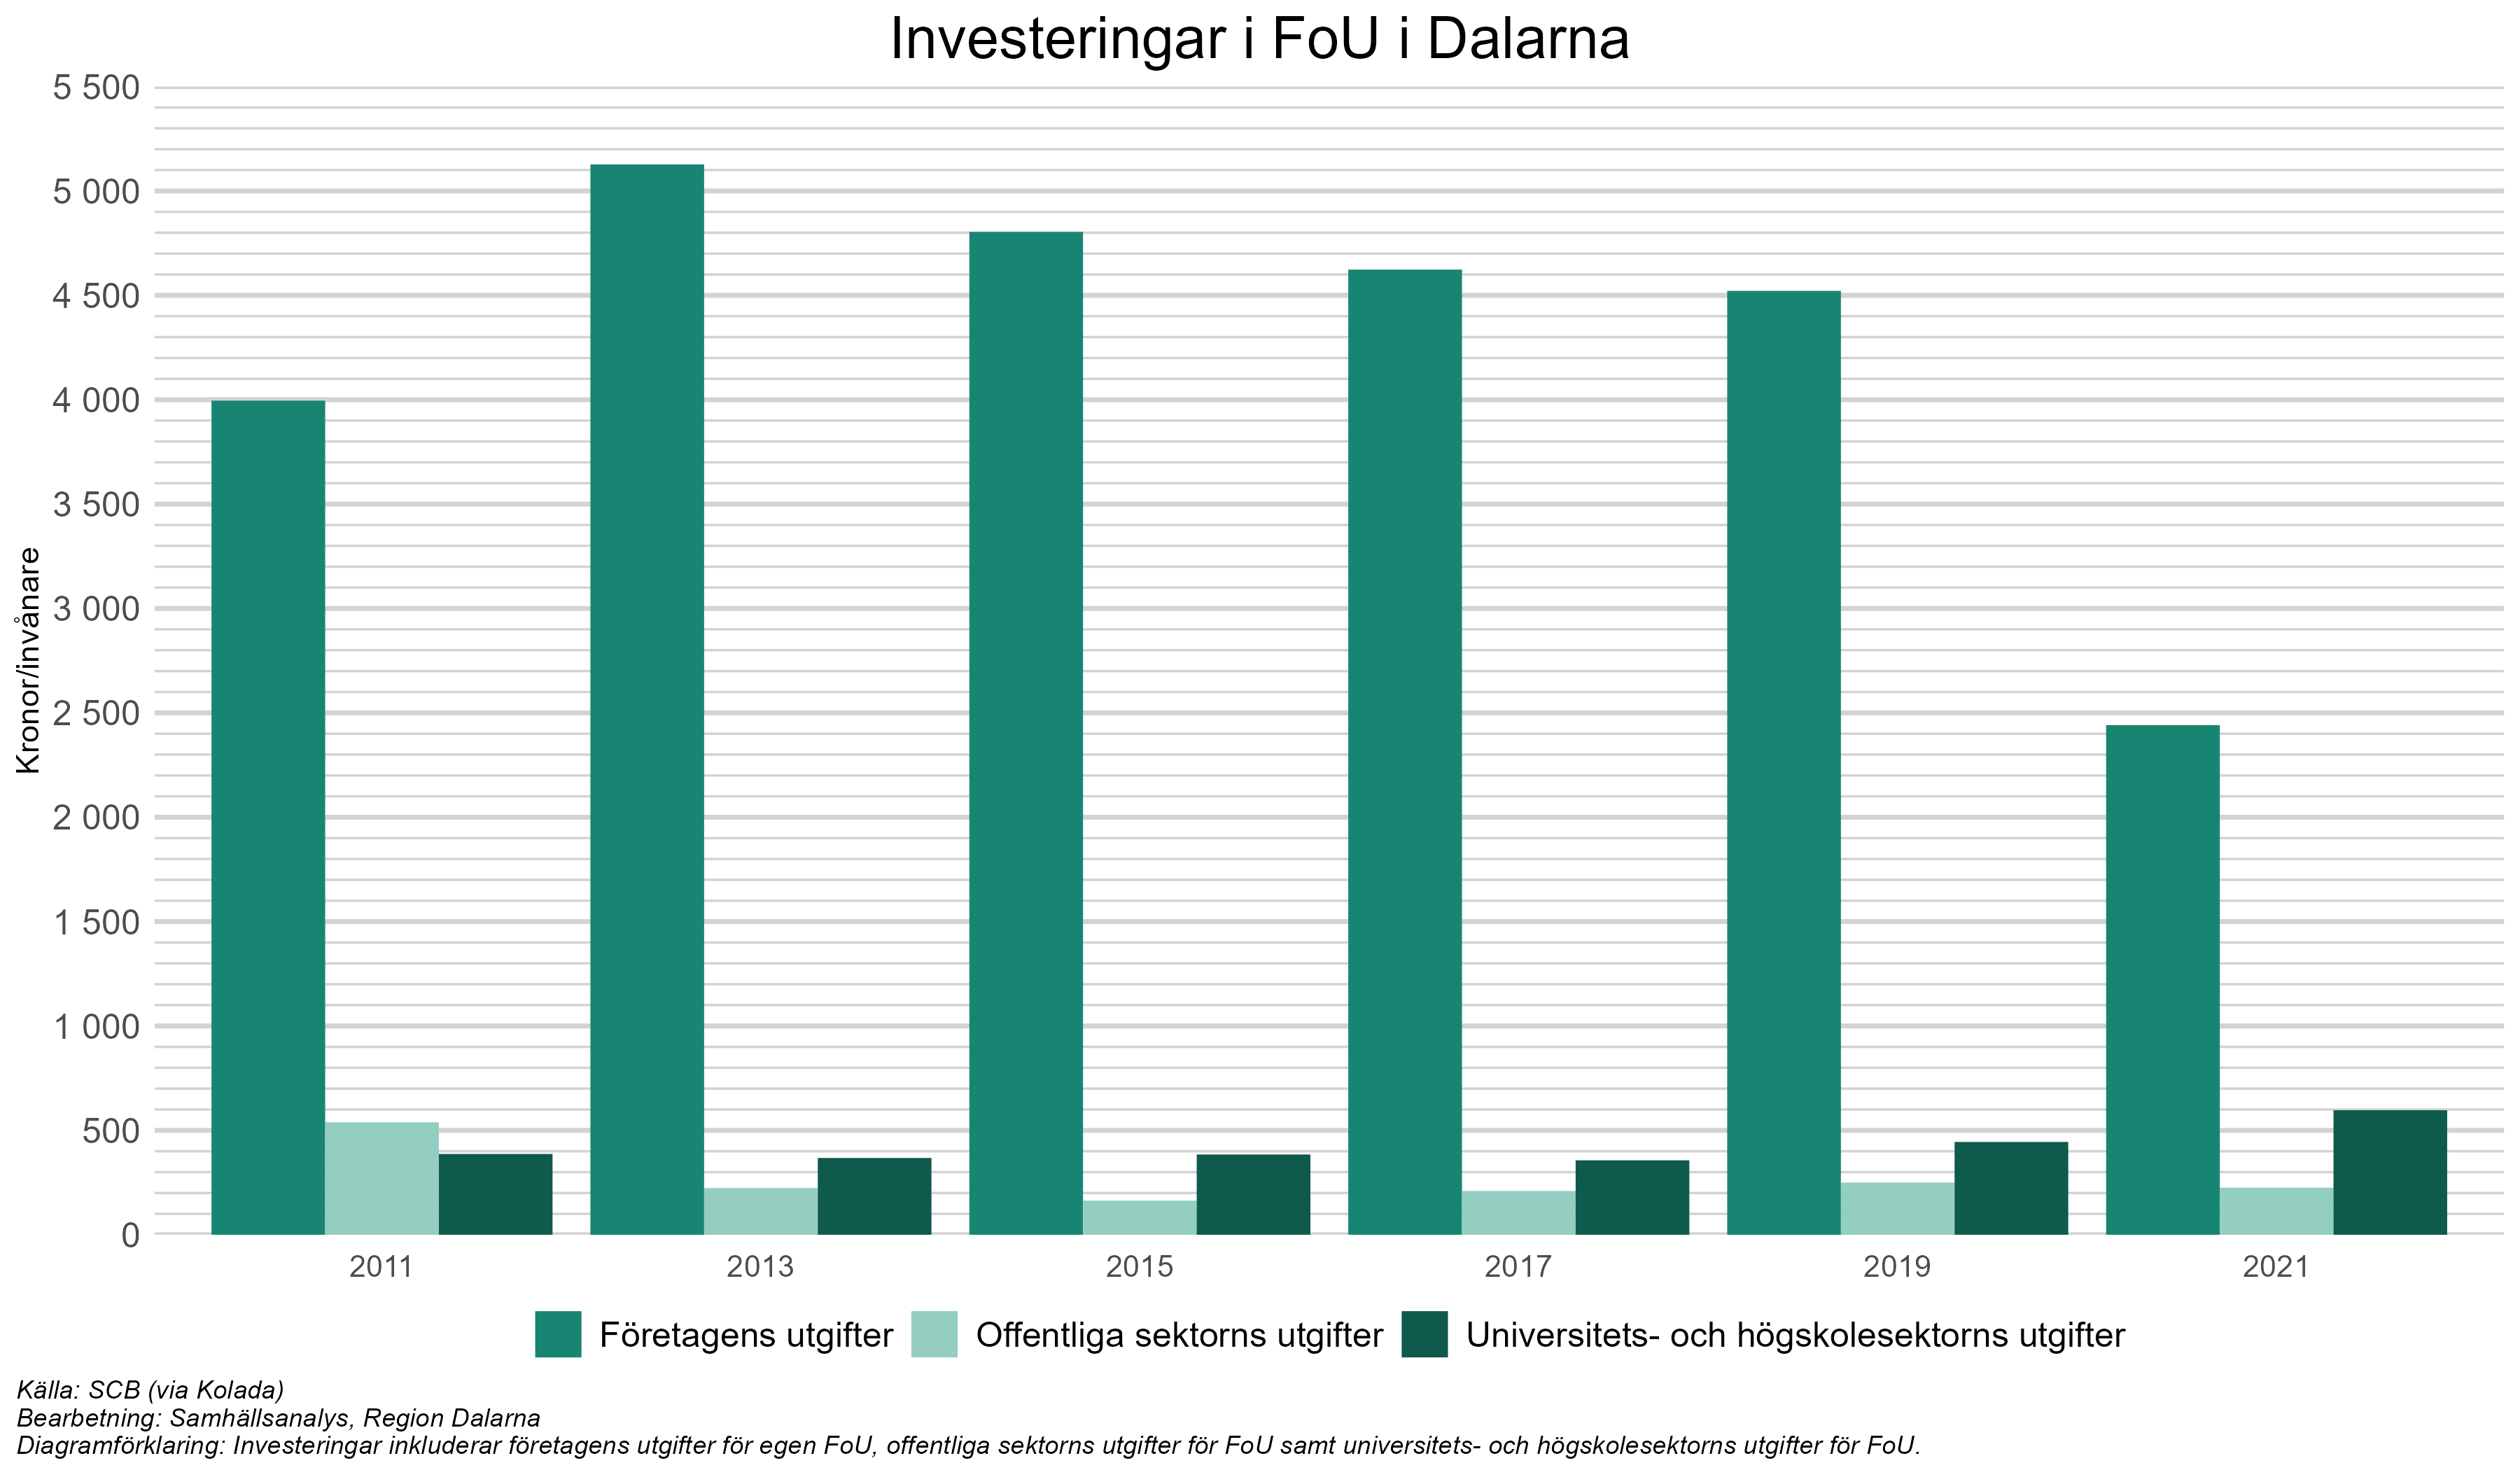 Investeringar i FoU i Dalarna
Kronor/invånare
5 500
5 000
4 500
4 000
3 500
3 000
2 500
2 000
1 500
1 000
500
0
2011 2013 2015 2017 2019 2021
Företagens utgifter Offentliga sektorns utgifter Universitets- och högskolesektorns utgifter
Källa: SCB (via Kolada)
Bearbetning: Samhällsanalys, Region Dalarna
Diagramförklaring: Investeringar inkluderar företagens utgifter för egen FoU, offentliga sektorns utgifter för FoU samt universitets- och högskolesektorns utgifter för FoU.